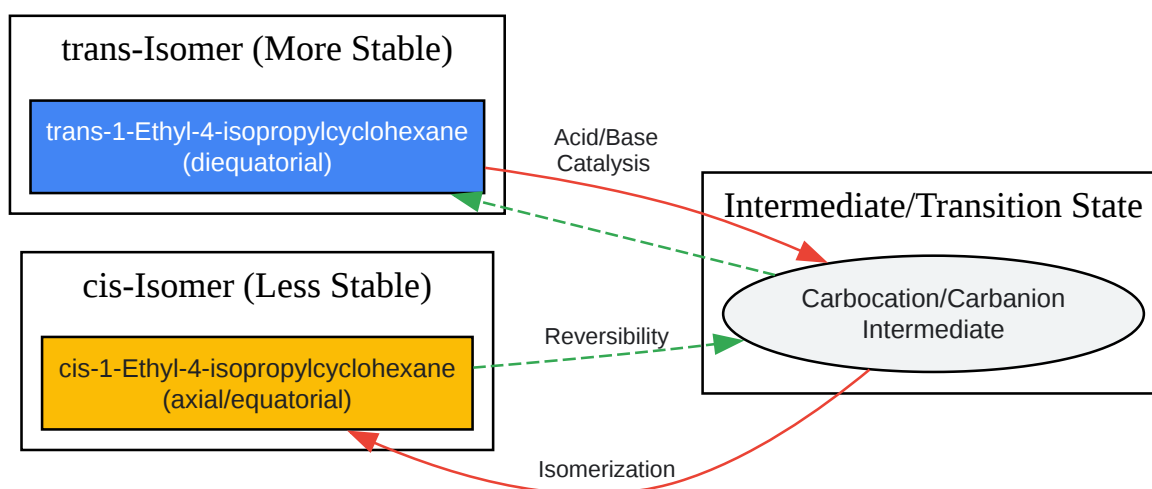 trans-Isomer (More Stable)
trans-1-Ethyl-4-isopropylcyclohexane
(diequatorial)
Acid/Base
Catalysis
Intermediate/Transition State
Carbocation/Carbanion
Intermediate
cis-Isomer (Less Stable)
cis-1-Ethyl-4-isopropylcyclohexane
(axial/equatorial)
Reversibility
Isomerization